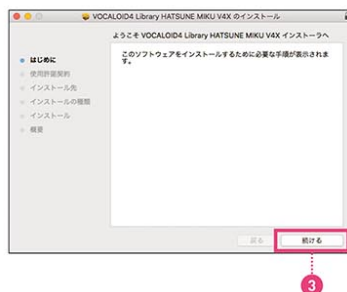 VOCALOID4 Library HATSUNE MIKU V4X のインストール
ようこそ VOCALOID4 Library HATSUNE MIKU V4X インストーラへ
はじめに
使用許諾契約
インストール先
インストールの種類
インストール
概要
このソフトウェアをインストールするために必要な手順が表示されま
す。
戻る
続ける
3